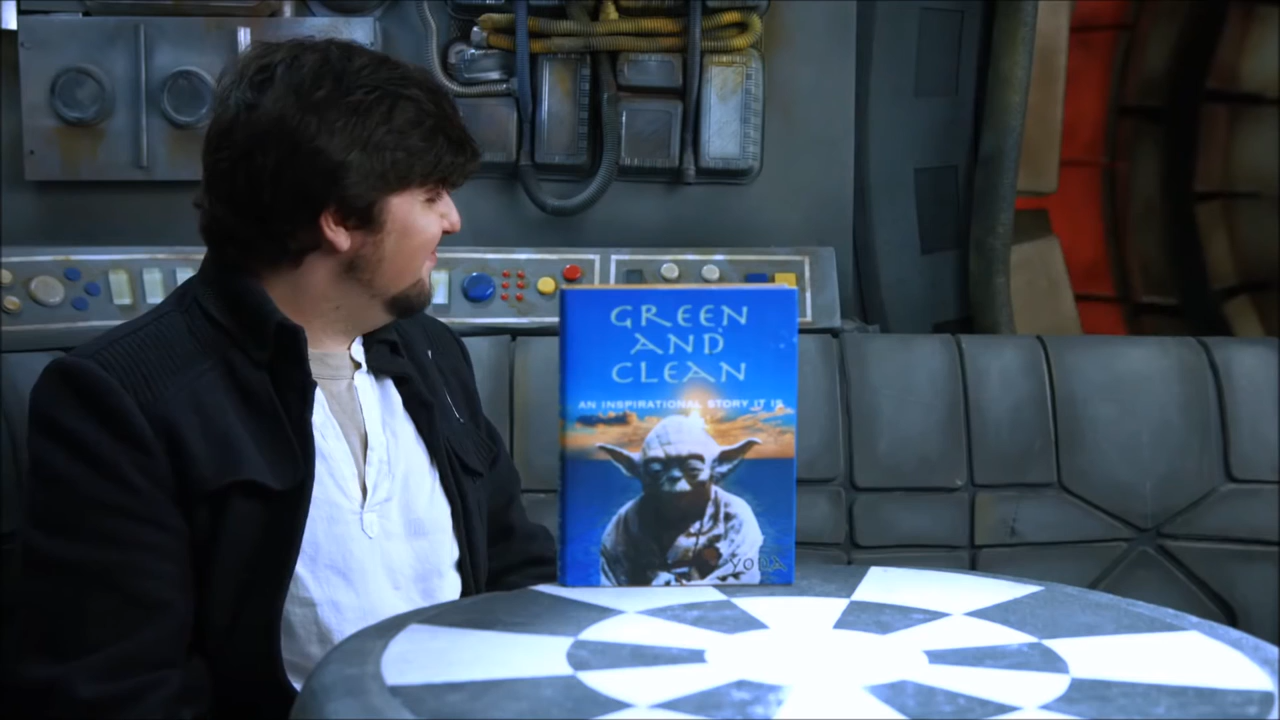 GREEN
AND
CLEAN
AN INSPIRATIONAL STORY IT IS
YODA